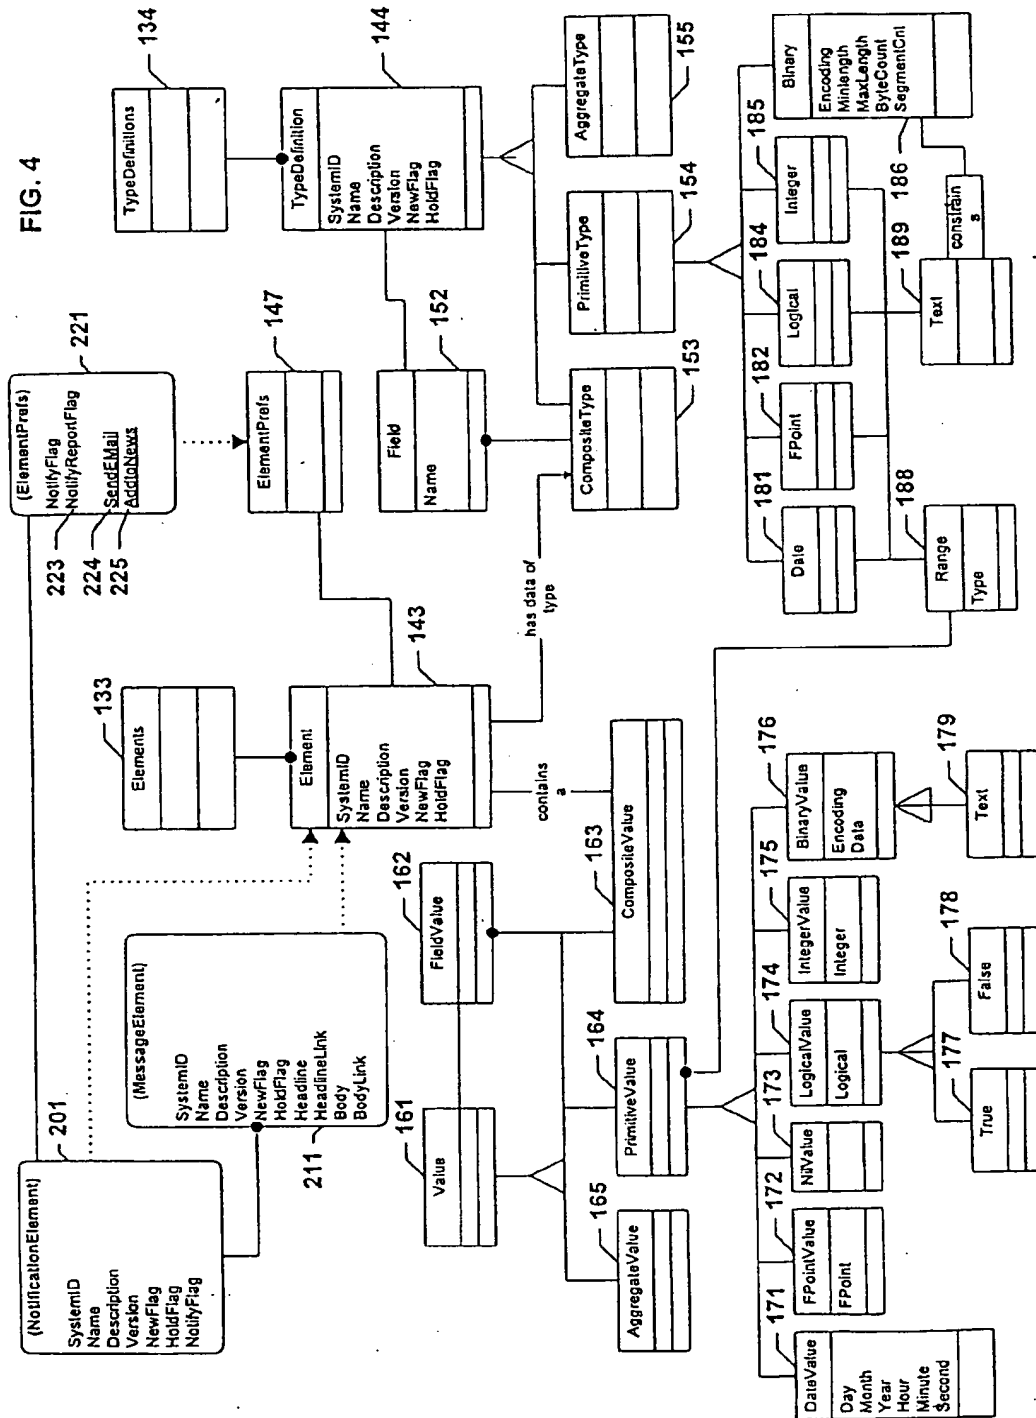 FIG. 4
(NotificationElement)
SystemID
Name
Description
Version
NewFlag
HoldFlag
NotifyFlag
201
(MessageElement)
SystemID
Name
Description
Version
NewFlag
HoldFlag
Headline
HeadlineLink
Body
BodyLink
211
(ElementPrefs)
NotifyFlag
NotifyReportFlag
SendEMail
AddtoNews
221
223
224
225
Elements
133
Element
SystemID
Name
Description
Version
NewFlag
HoldFlag
143
ElementPrefs
147
TypeDefinitions
134
TypeDefinition
SystemID
Name
Description
Version
NewFlag
HoldFlag
144
Field
Name
152
contains
a
has data of
type
Value
161
FieldValue
162
AggregateValue
165
PrimitiveValue
164
CompositeValue
163
CompositeType
153
PrimitiveType
154
AggregateType
155
DateValue
Day
Month
Year
Hour
Minute
Second
171
FPointValue
FPoint
172
NilValue
173
LogicalValue
Logical
174
IntegerValue
Integer
175
BinaryValue
Encoding
Data
176
True
177
False
178
Text
179
Date
181
FPoint
182
Logical
184
Integer
185
Binary
Encoding
Minlength
MaxLength
ByteCount
SegmentCnt
186
Range
Type
188
Text
189
constrain
s